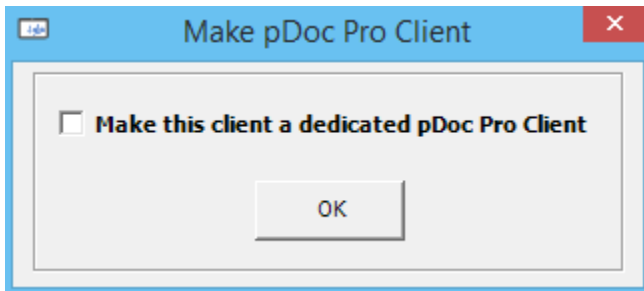 Make pDoc Pro Client
Make this client a dedicated pDoc Pro Client
OK